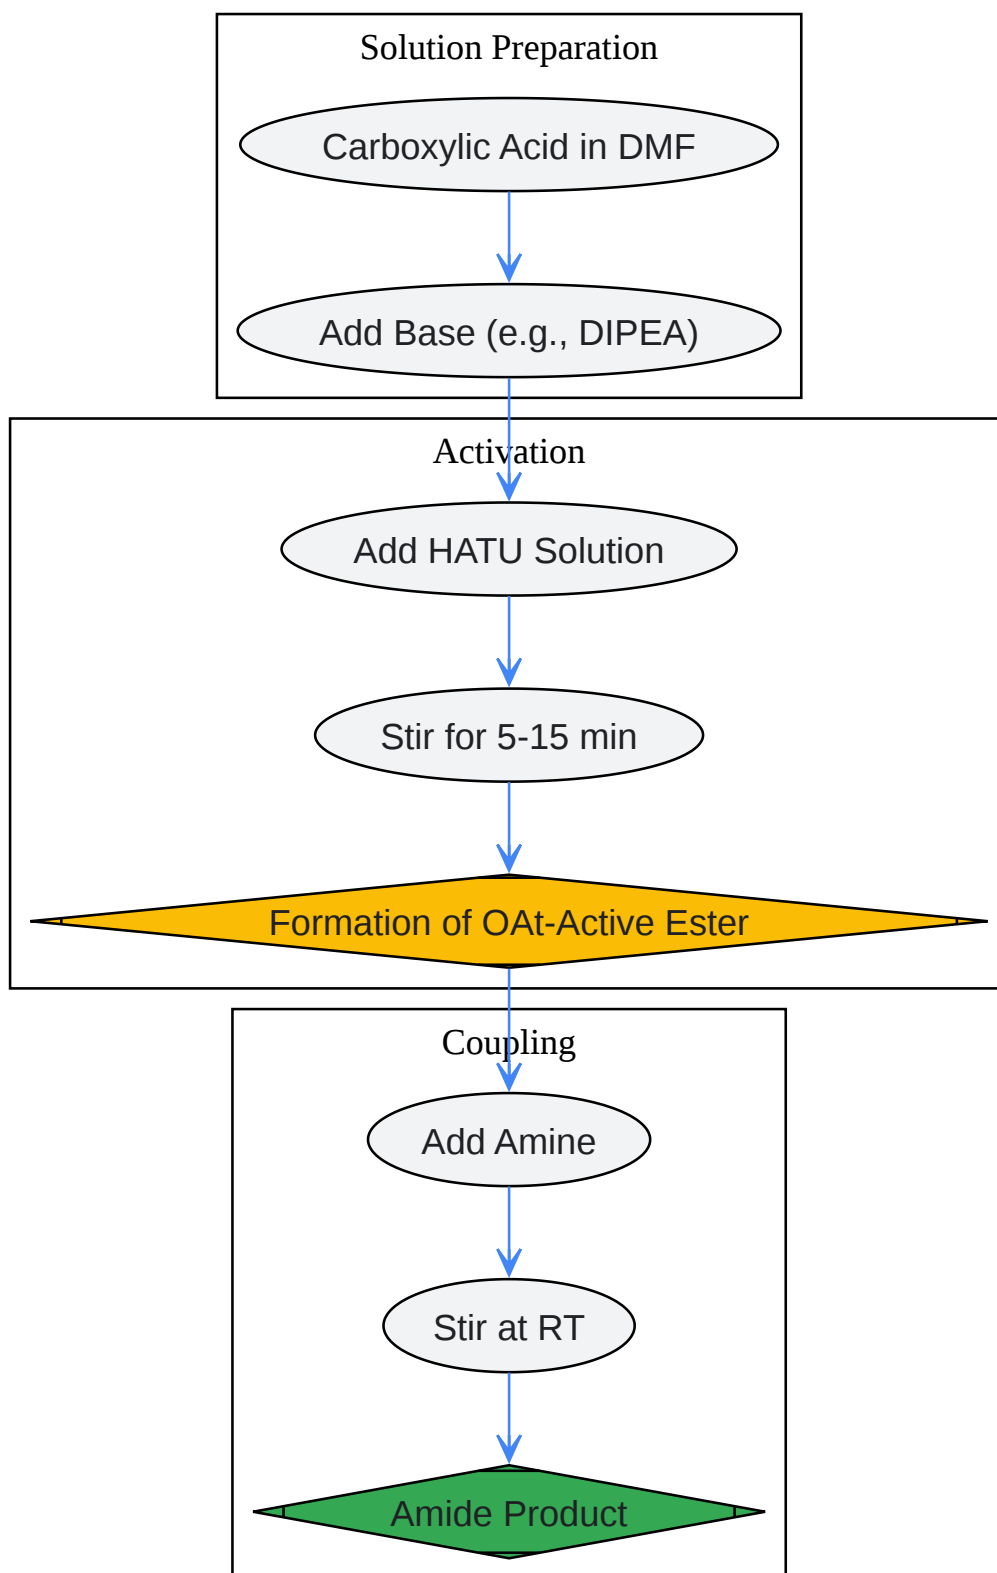 Solution Preparation
Carboxylic Acid in DMF
Add Base (e.g., DIPEA)
Activation
Add HATU Solution
Stir for 5-15 min
Formation of OAt-Active Ester
Coupling
Add Amine
Stir at RT
Amide Product